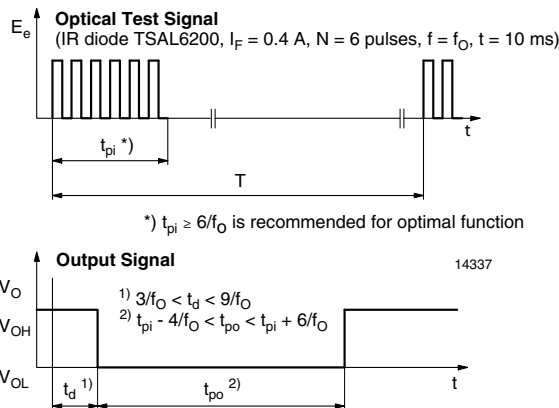 Optical Test Signal
E_e
(IR diode TSAL6200, I_F = 0.4 A, N = 6 pulses, f = f_O, t = 10 ms)
t
t_pi *)
T
*) t_pi ≥ 6/f_O is recommended for optimal function
Output Signal
14337
V_O
1) 3/f_O < t_d < 9/f_O
V_OH
2) t_pi - 4/f_O < t_po < t_pi + 6/f_O
V_OL
t_d 1)
t_po 2)
t